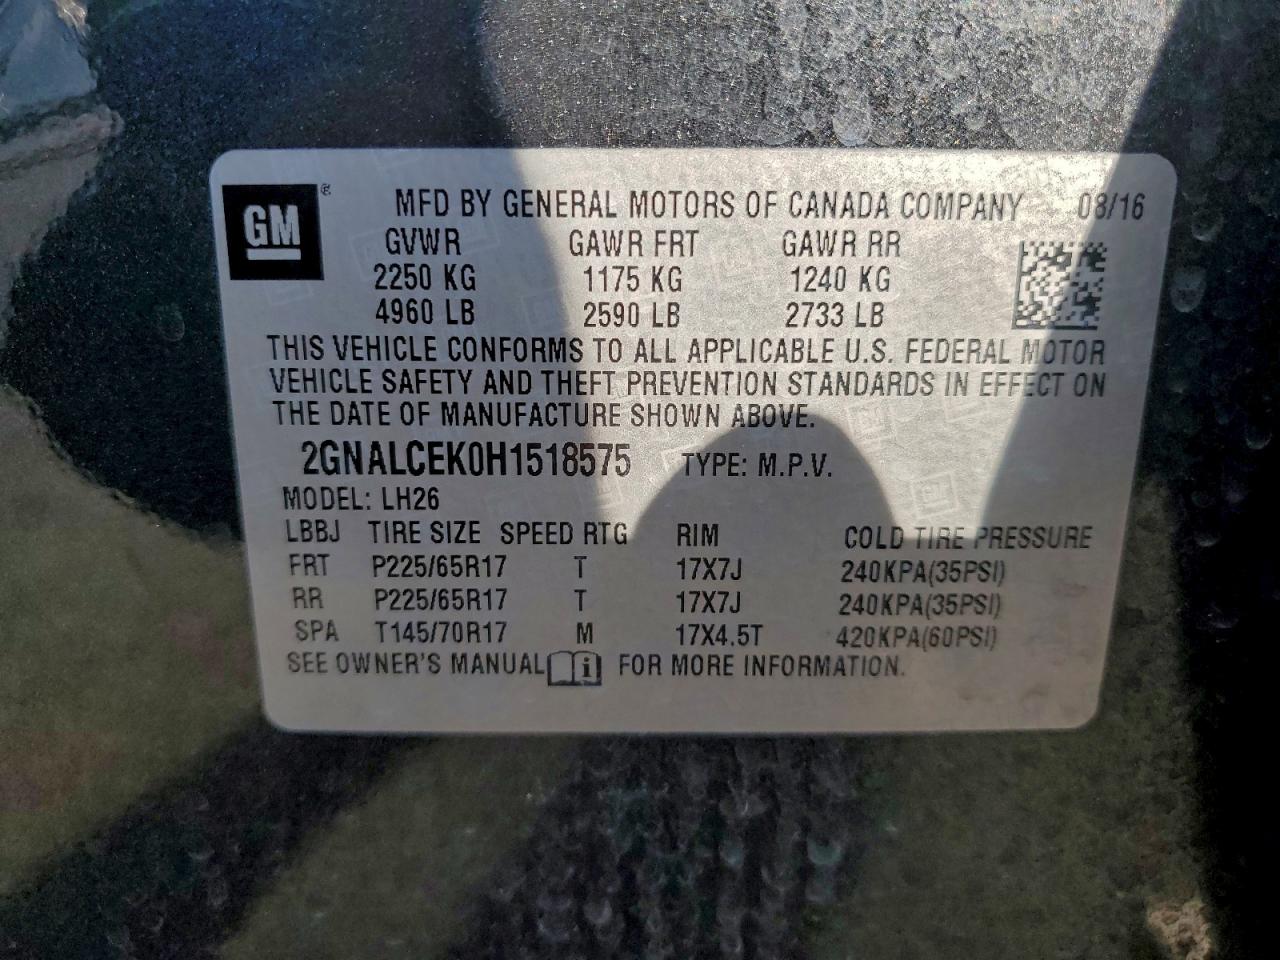 GM ® MFD BY GENERAL MOTORS OF CANADA COMPANY 08/16
GVWR GAWR FRT GAWR RR
2250 KG 1175 KG 1240 KG
4960 LB 2590 LB 2733 LB
THIS VEHICLE CONFORMS TO ALL APPLICABLE U.S. FEDERAL MOTOR
VEHICLE SAFETY AND THEFT PREVENTION STANDARDS IN EFFECT ON
THE DATE OF MANUFACTURE SHOWN ABOVE.
2GNALCEK0H1518575 TYPE: M.P.V.
MODEL: LH26
LBBJ TIRE SIZE SPEED RTG RIM COLD TIRE PRESSURE
FRT P225/65R17 T 17X7J 240KPA(35PSI)
RR P225/65R17 T 17X7J 240KPA(35PSI)
SPA T145/70R17 M 17X4.5T 420KPA(60PSI)
SEE OWNER'S MANUAL i FOR MORE INFORMATION.